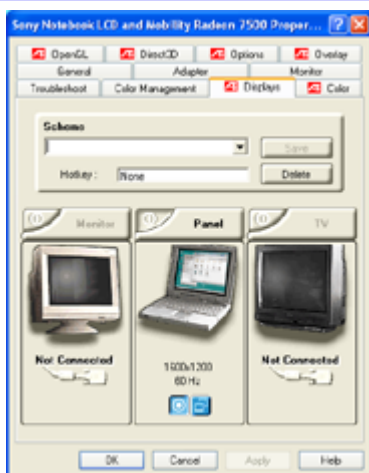 Sony Notebook LCD and Mobility Radeon 7500 Proper...
OpenGL Direct3D Options Overlay
General Adapter Monitor
Troubleshoot Color Management Displays Color
Scheme
Save
Hotkey: None Delete
Monitor Panel TV
Not Connected 1600x1200 Not Connected
60 Hz
OK Cancel Apply Help